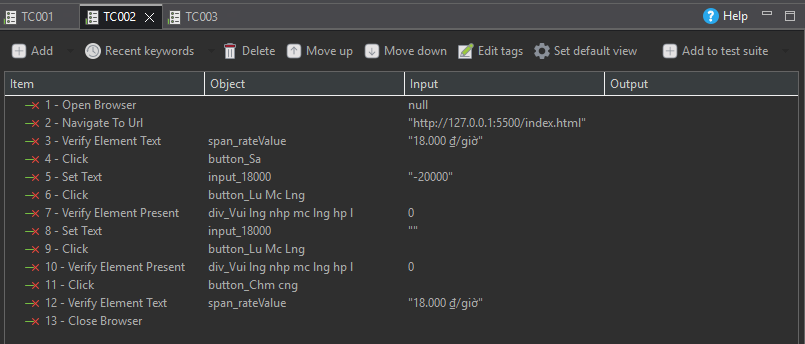 TC001 TC002 TC003 Help
Add Recent keywords Delete Move up Move down Edit tags Set default view Add to test suite
Item Object Input Output
1 - Open Browser null
2 - Navigate To Url "http://127.0.0.1:5500/index.html"
3 - Verify Element Text span_rateValue "18.000 ₫/giờ"
4 - Click button_Sa
5 - Set Text input_18000 "-20000"
6 - Click button_Lu Mc Lng
7 - Verify Element Present div_Vui lng nhp mc lng hp l 0
8 - Set Text input_18000 ""
9 - Click button_Lu Mc Lng
10 - Verify Element Present div_Vui lng nhp mc lng hp l 0
11 - Click button_Chm cng
12 - Verify Element Text span_rateValue "18.000 ₫/giờ"
13 - Close Browser